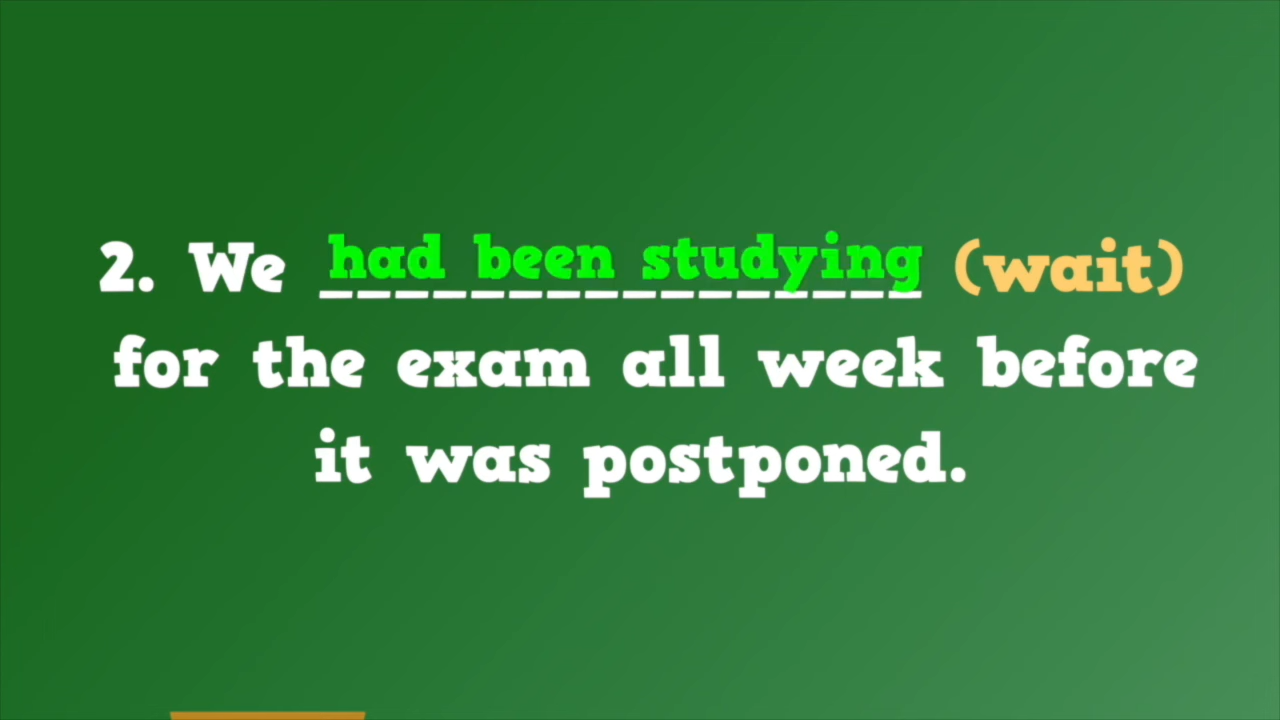 2. We had been studying (wait)
for the exam all week before
it was postponed.